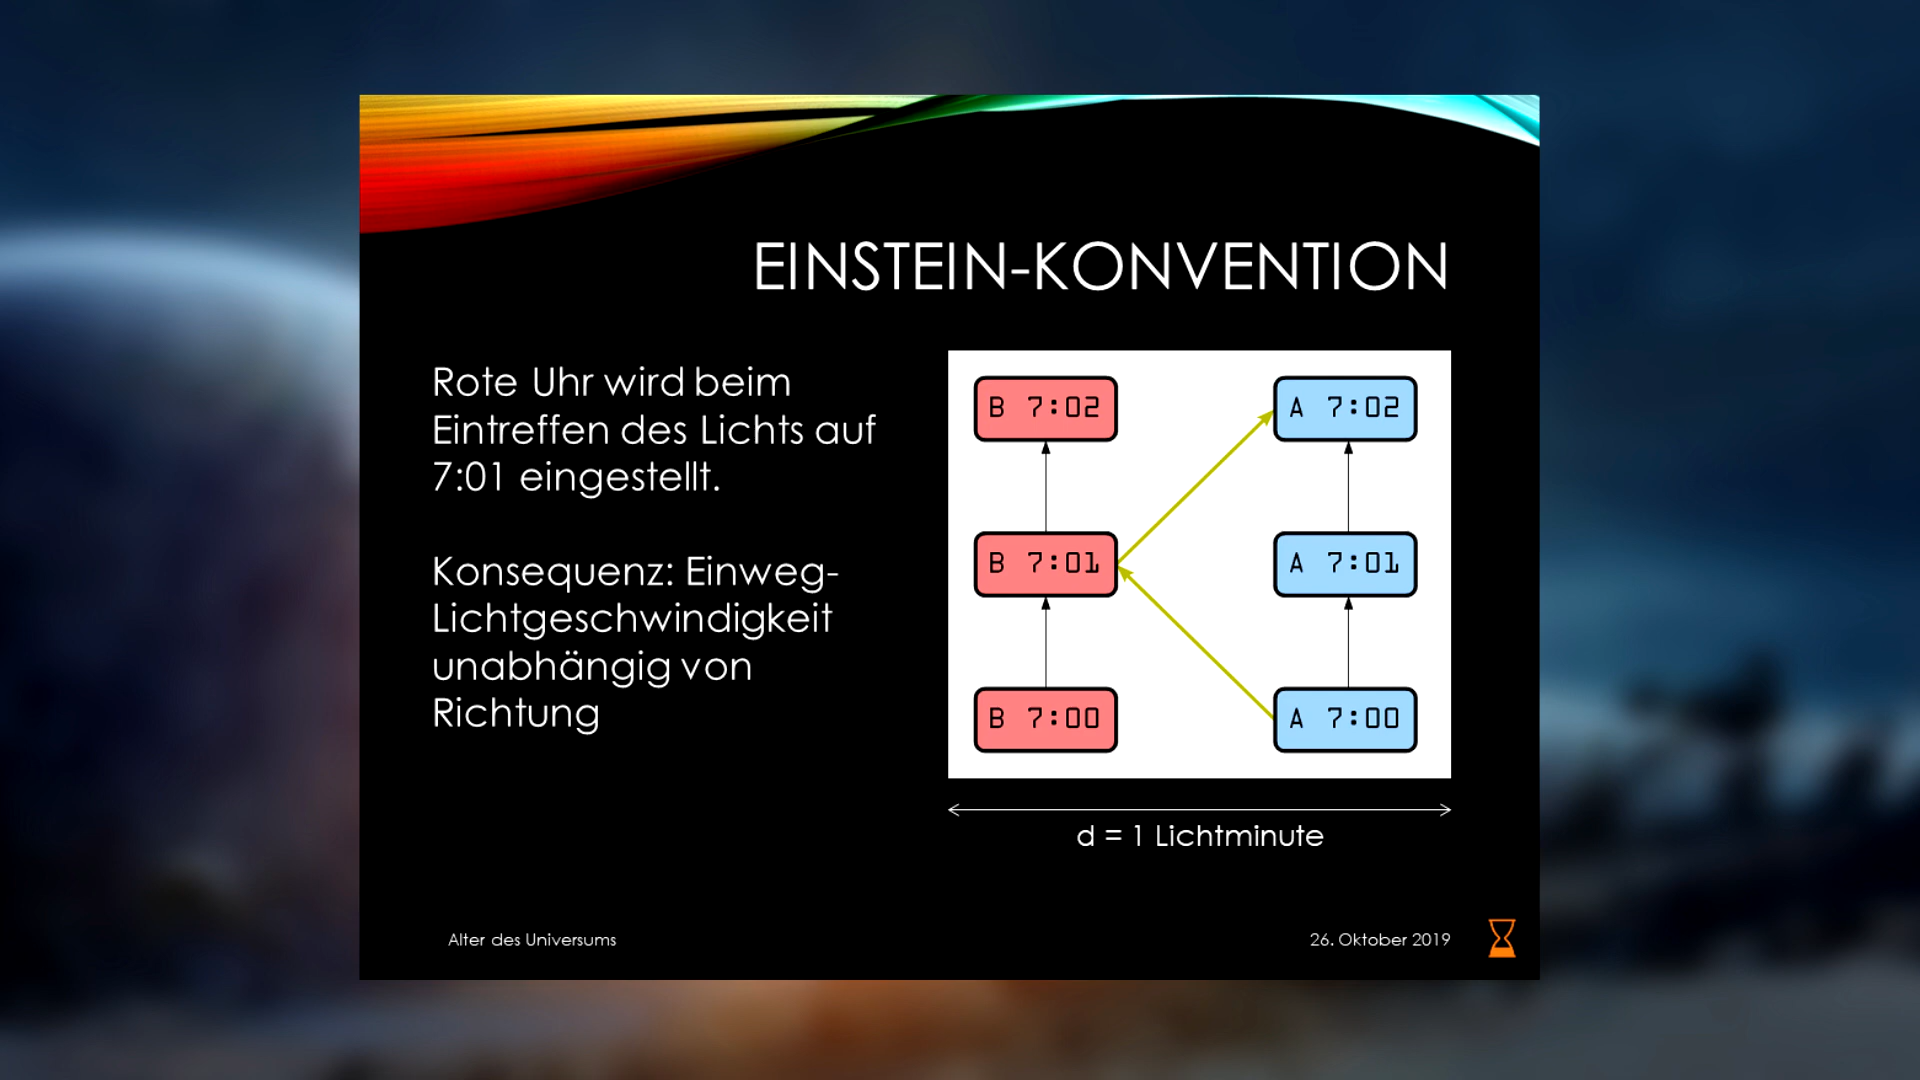 EINSTEIN-KONVENTION
Rote Uhr wird beim
Eintreffen des Lichts auf
7:01 eingestellt.
Konsequenz: Einweg-
Lichtgeschwindigkeit
unabhängig von
Richtung
B 7:02
A 7:02
B 7:01
A 7:01
B 7:00
A 7:00
d = 1 Lichtminute
Alter des Universums
26. Oktober 2019